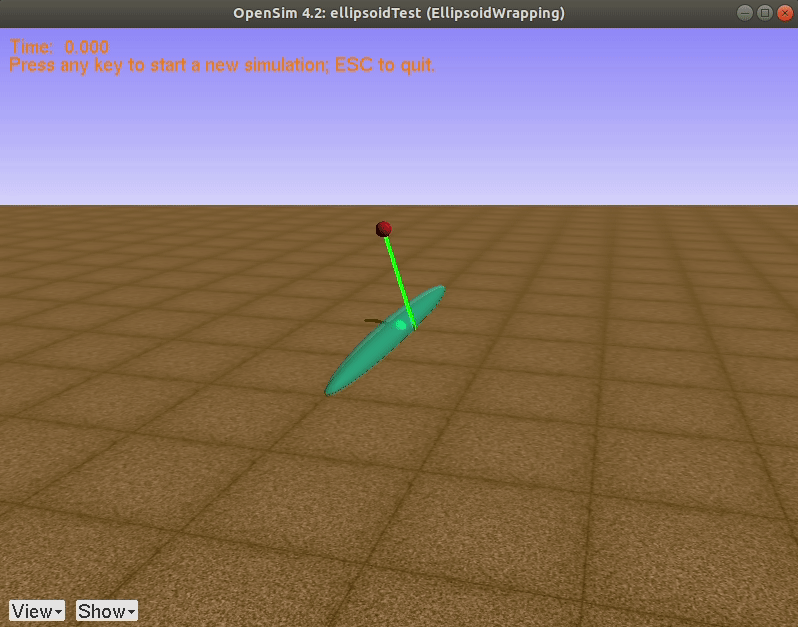 OpenSim 4.2: ellipsoidTest (EllipsoidWrapping)
Time:  0.000
Press any key to start a new simulation; ESC to quit.
View Show